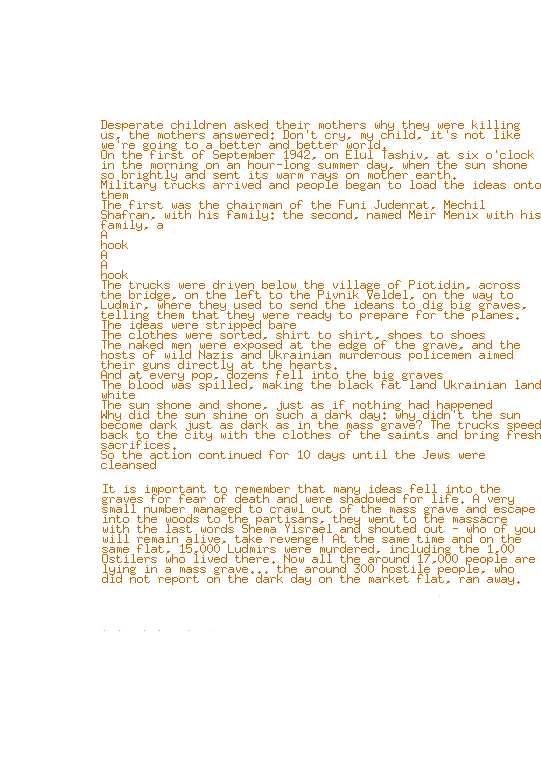 Desperate children asked their mothers why they were killing
us, the mothers answered: Don't cry, my child, it's not like
we're going to a better and better world.
On the first of September 1942, on Elul Tashiv, at six o'clock
in the morning on an hour-long summer day, when the sun shone
so brightly and sent its warm rays on mother earth.
Military trucks arrived and people began to load the ideas onto
them
The first was the chairman of the Funi Judenrat, Mechil
Shafran, with his family: the second, named Meir Menix with his
family, a
A
hook
A
A
hook
The trucks were driven below the village of Piotidin, across
the bridge, on the left to the Pivnik Veldel, on the way to
Ludmir, where they used to send the ideans to dig big graves,
telling them that they were ready to prepare for the planes.
The ideas were stripped bare
The clothes were sorted, shirt to shirt, shoes to shoes
The naked men were exposed at the edge of the grave, and the
hosts of wild Nazis and Ukrainian murderous policemen aimed
their guns directly at the hearts.
And at every pop, dozens fell into the big graves
The blood was spilled, making the black fat land Ukrainian land
white
The sun shone and shone, just as if nothing had happened
Why did the sun shine on such a dark day: Why didn't the sun
become dark just as dark as in the mass grave? The trucks speed
back to the city with the clothes of the saints and bring fresh
sacrifices.
So the action continued for 10 days until the Jews were
cleansed
It is important to remember that many ideas fell into the
graves for fear of death and were shadowed for life. A very
small number managed to crawl out of the mass grave and escape
into the woods to the partisans, they went to the massacre
with the last words Shema Yisrael and shouted out - who of you
will remain alive, take revenge! At the same time and on the
same flat, 15,000 Ludmirs were murdered, including the 1,00
Ostilers who lived there. Now all the around 17,000 people are
lying in a mass grave... the around 300 hostile people, who
did not report on the dark day on the market flat, ran away.